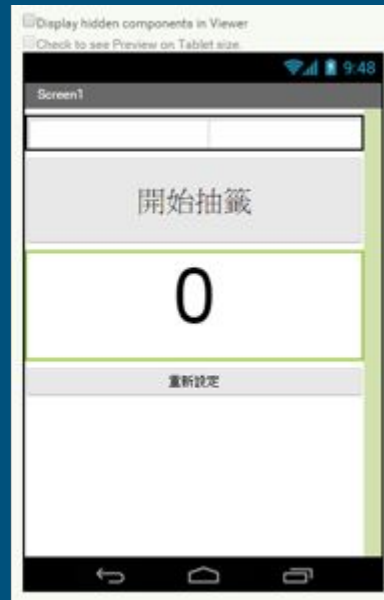 Display hidden components in Viewer
Check to see Preview on Tablet size.
9:48
Screen1
開始抽籤
0
重新設定